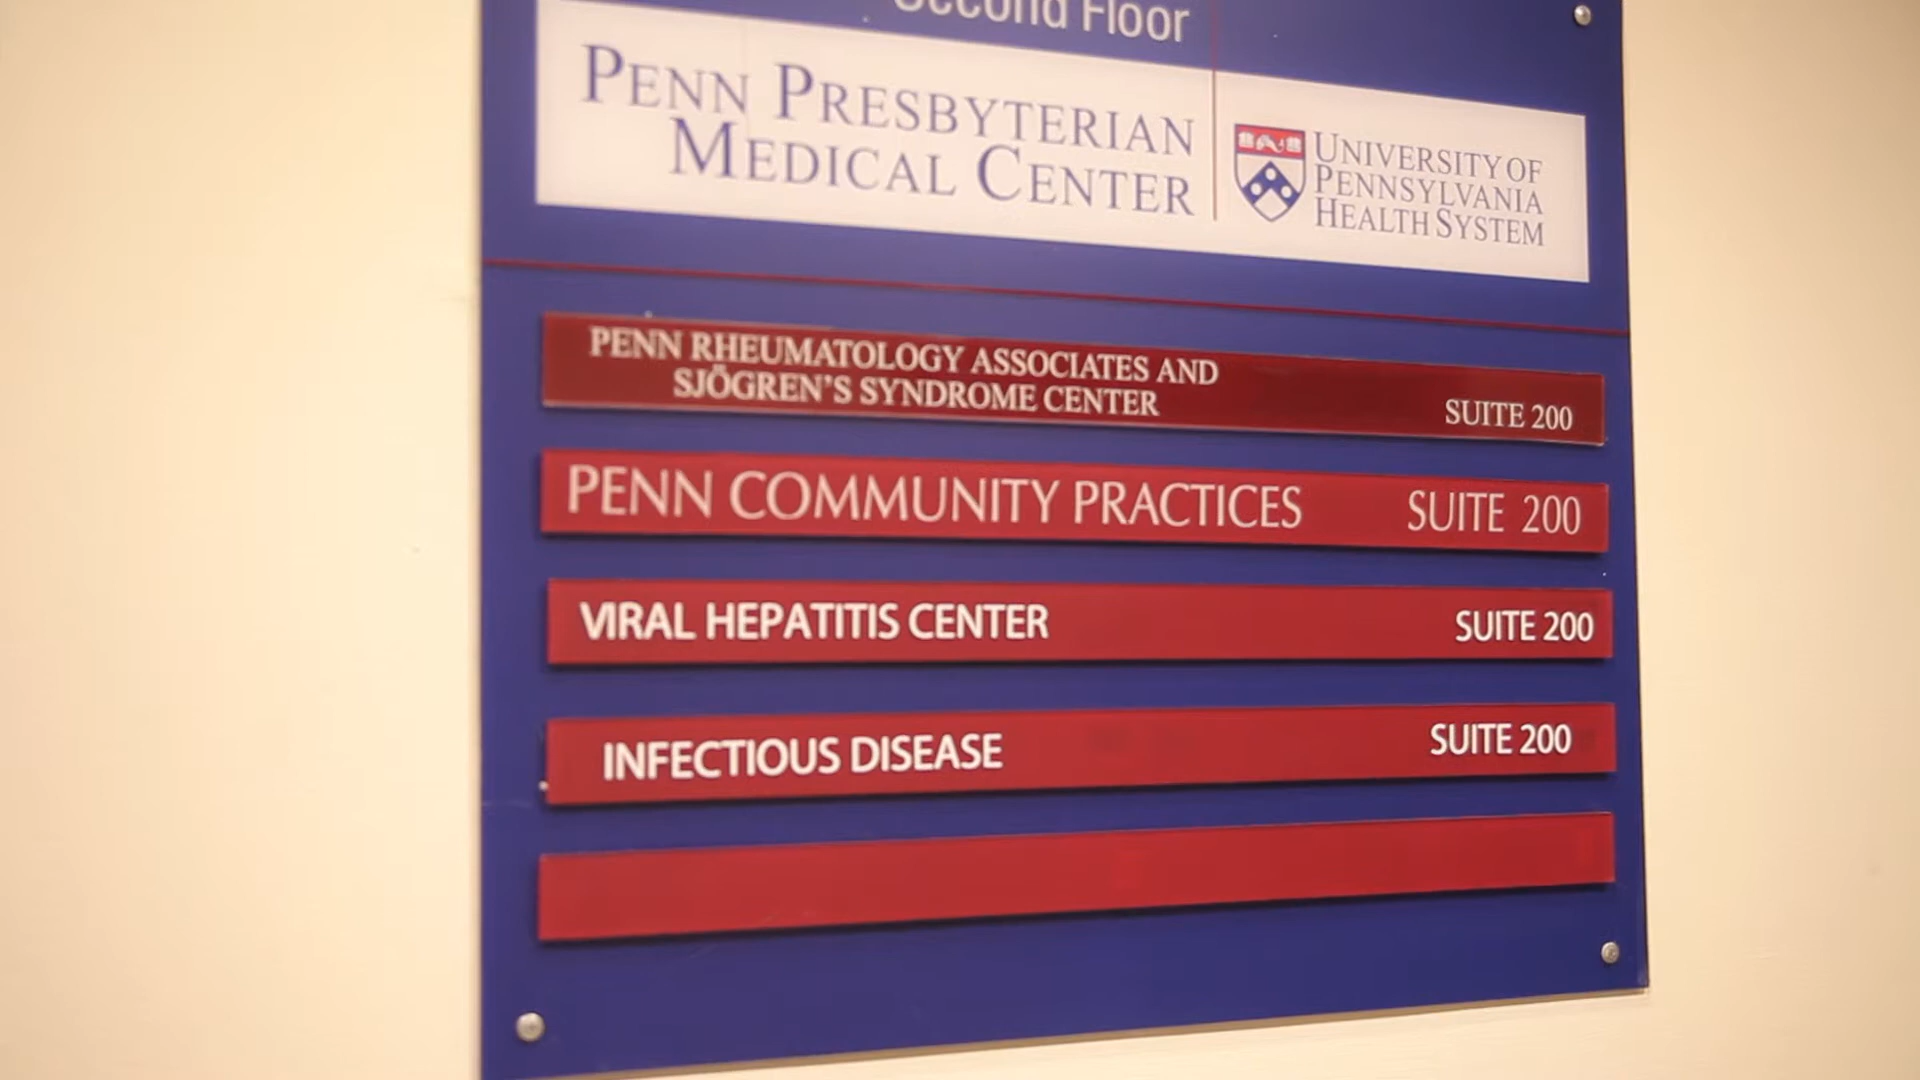 Second Floor
PENN PRESBYTERIAN
MEDICAL CENTER
UNIVERSITY OF
PENNSYLVANIA
HEALTH SYSTEM
PENN RHEUMATOLOGY ASSOCIATES AND
SJÖGREN'S SYNDROME CENTER
SUITE 200
PENN COMMUNITY PRACTICES SUITE 200
VIRAL HEPATITIS CENTER SUITE 200
INFECTIOUS DISEASE SUITE 200